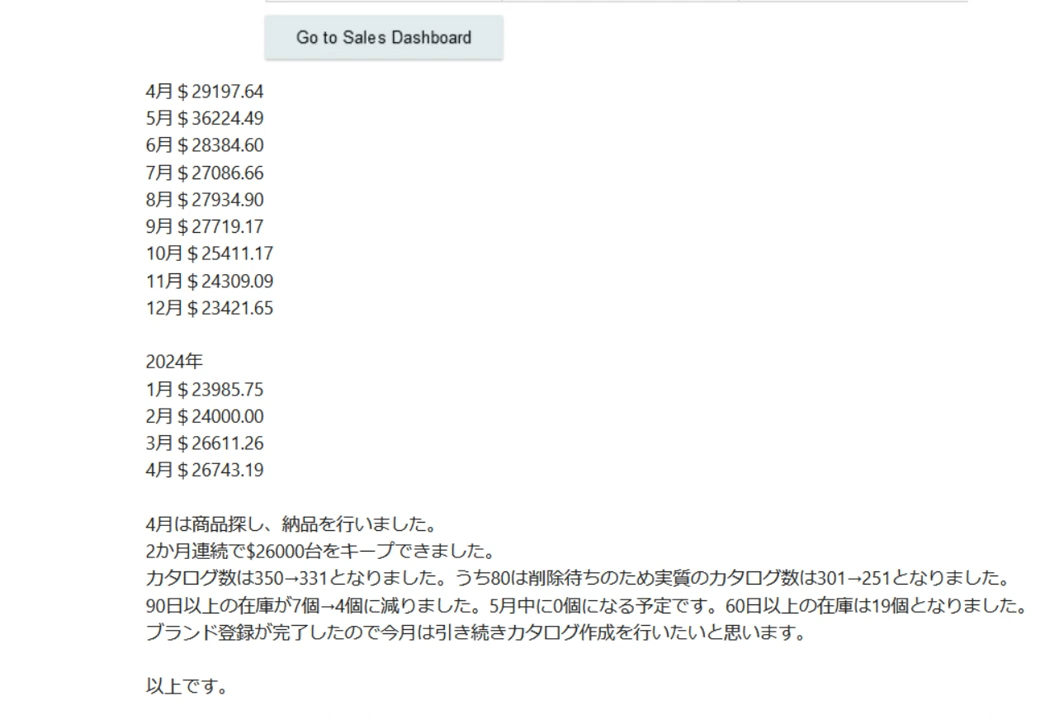 Go to Sales Dashboard
4月＄29197.64
5月＄36224.49
6月＄28384.60
7月＄27086.66
8月＄27934.90
9月＄27719.17
10月＄25411.17
11月＄24309.09
12月＄23421.65
2024年
1月＄23985.75
2月＄24000.00
3月＄26611.26
4月＄26743.19
4月は商品探し、納品を行いました。
2か月連続で$26000台をキープできました。
カタログ数は350→331となりました。うち80は削除待ちのため実質のカタログ数は301→251となりました。
90日以上の在庫が7個→4個に減りました。5月中に0個になる予定です。60日以上の在庫は19個となりました。
ブランド登録が完了したので今月は引き続きカタログ作成を行いたいと思います。
以上です。